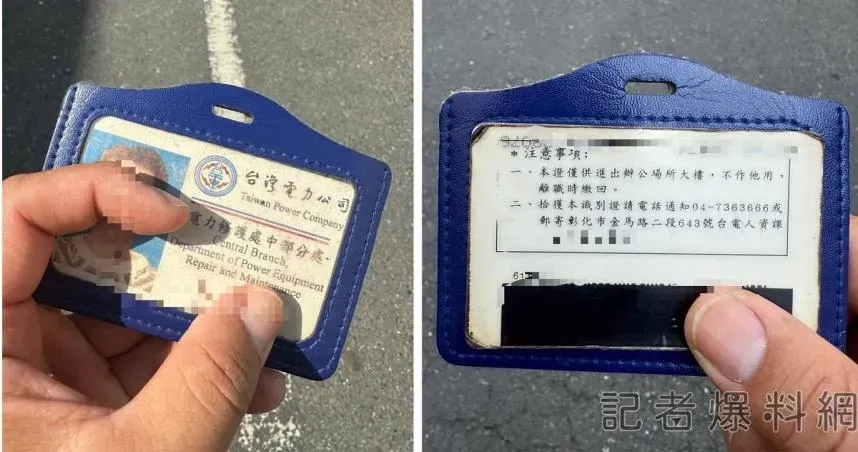 台灣電力公司
Taiwan Power Company
電力修護處中部分處
Central Branch,
Department of Power Equipment
Repair and Maintenance
* 注意事項:
一、本證僅供進出辦公場所大樓，不作他用，
離職時繳回。
二、拾獲本識別證請電話通知04-7363666或
郵寄彰化市金馬路二段643號台電人資課
記者爆料網